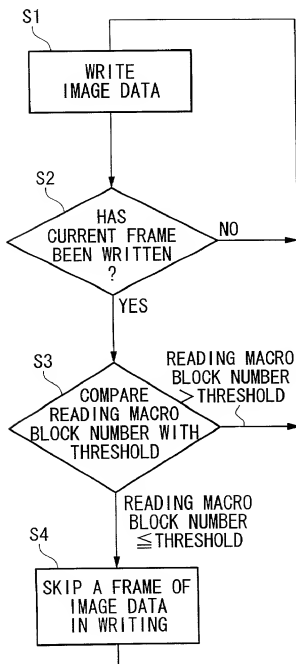 S1
WRITE
IMAGE DATA
S2
HAS
CURRENT FRAME
BEEN WRITTEN
?
NO
YES
S3
COMPARE
READING MACRO
BLOCK NUMBER WITH
THRESHOLD
READING MACRO
BLOCK NUMBER
> THRESHOLD
READING MACRO
BLOCK NUMBER
≦ THRESHOLD
S4
SKIP A FRAME OF
IMAGE DATA
IN WRITING